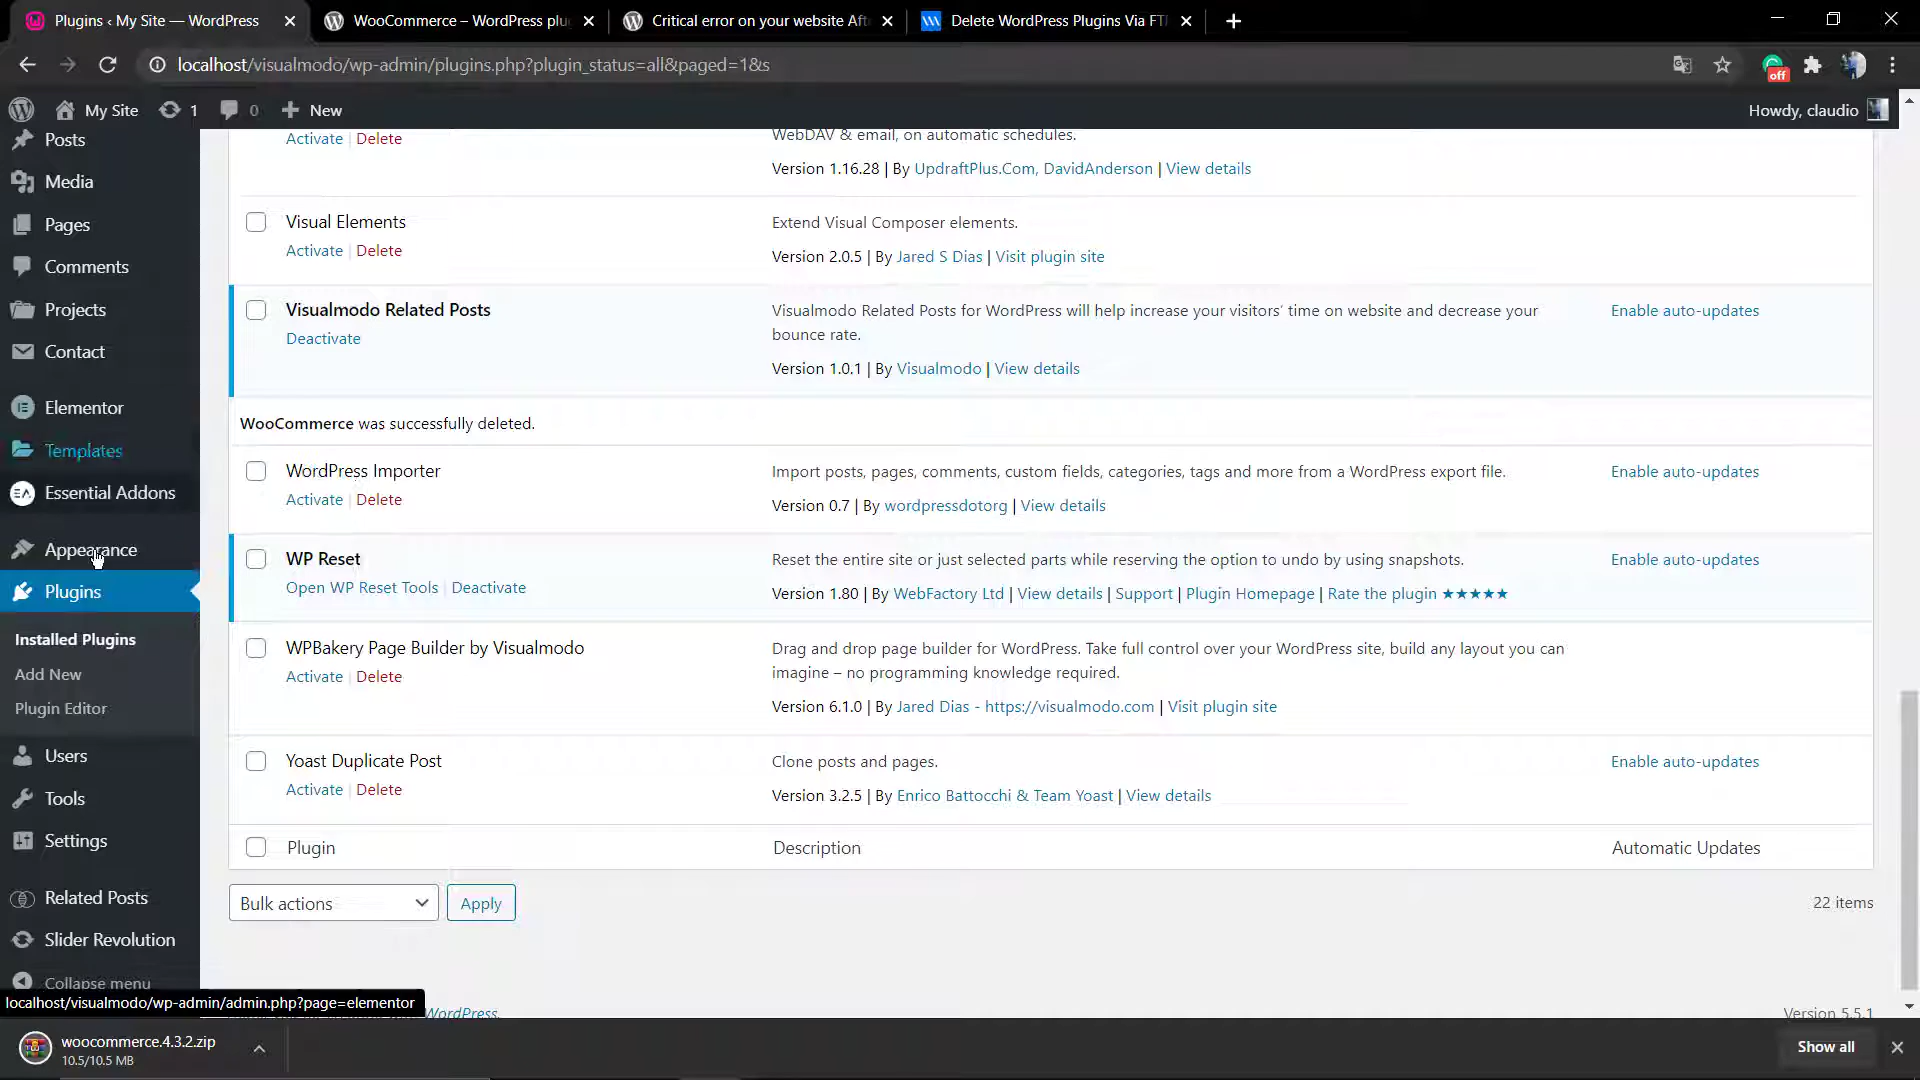 Plugins ‹ My Site — WordPress
WooCommerce – WordPress plu
Critical error on your website Aft
Delete WordPress Plugins Via FT
localhost/visualmodo/wp-admin/plugins.php?plugin_status=all&paged=1&s
off
My Site
1
0
New
Howdy, claudio
Posts
Media
Pages
Comments
Projects
Contact
Elementor
Templates
Essential Addons
Appearance
Plugins
Installed Plugins
Add New
Plugin Editor
Users
Tools
Settings
Related Posts
Slider Revolution
Collapse menu
Activate | Delete
WebDAV & email, on automatic schedules.
Version 1.16.28 | By UpdraftPlus.Com, DavidAnderson | View details
Visual Elements
Activate | Delete
Extend Visual Composer elements.
Version 2.0.5 | By Jared S Dias | Visit plugin site
Visualmodo Related Posts
Deactivate
Visualmodo Related Posts for WordPress will help increase your visitors’ time on website and decrease your
bounce rate.
Version 1.0.1 | By Visualmodo | View details
Enable auto-updates
WooCommerce was successfully deleted.
WordPress Importer
Activate | Delete
Import posts, pages, comments, custom fields, categories, tags and more from a WordPress export file.
Version 0.7 | By wordpressdotorg | View details
Enable auto-updates
WP Reset
Open WP Reset Tools | Deactivate
Reset the entire site or just selected parts while reserving the option to undo by using snapshots.
Version 1.80 | By WebFactory Ltd | View details | Support | Plugin Homepage | Rate the plugin ★★★★★
Enable auto-updates
WPBakery Page Builder by Visualmodo
Activate | Delete
Drag and drop page builder for WordPress. Take full control over your WordPress site, build any layout you can
imagine – no programming knowledge required.
Version 6.1.0 | By Jared Dias - https://visualmodo.com | Visit plugin site
Yoast Duplicate Post
Activate | Delete
Clone posts and pages.
Version 3.2.5 | By Enrico Battocchi & Team Yoast | View details
Enable auto-updates
Plugin
Description
Automatic Updates
Bulk actions
Apply
22 items
localhost/visualmodo/wp-admin/admin.php?page=elementor
WordPress.
Version 5.5.1
woocommerce.4.3.2.zip
10.5/10.5 MB
Show all